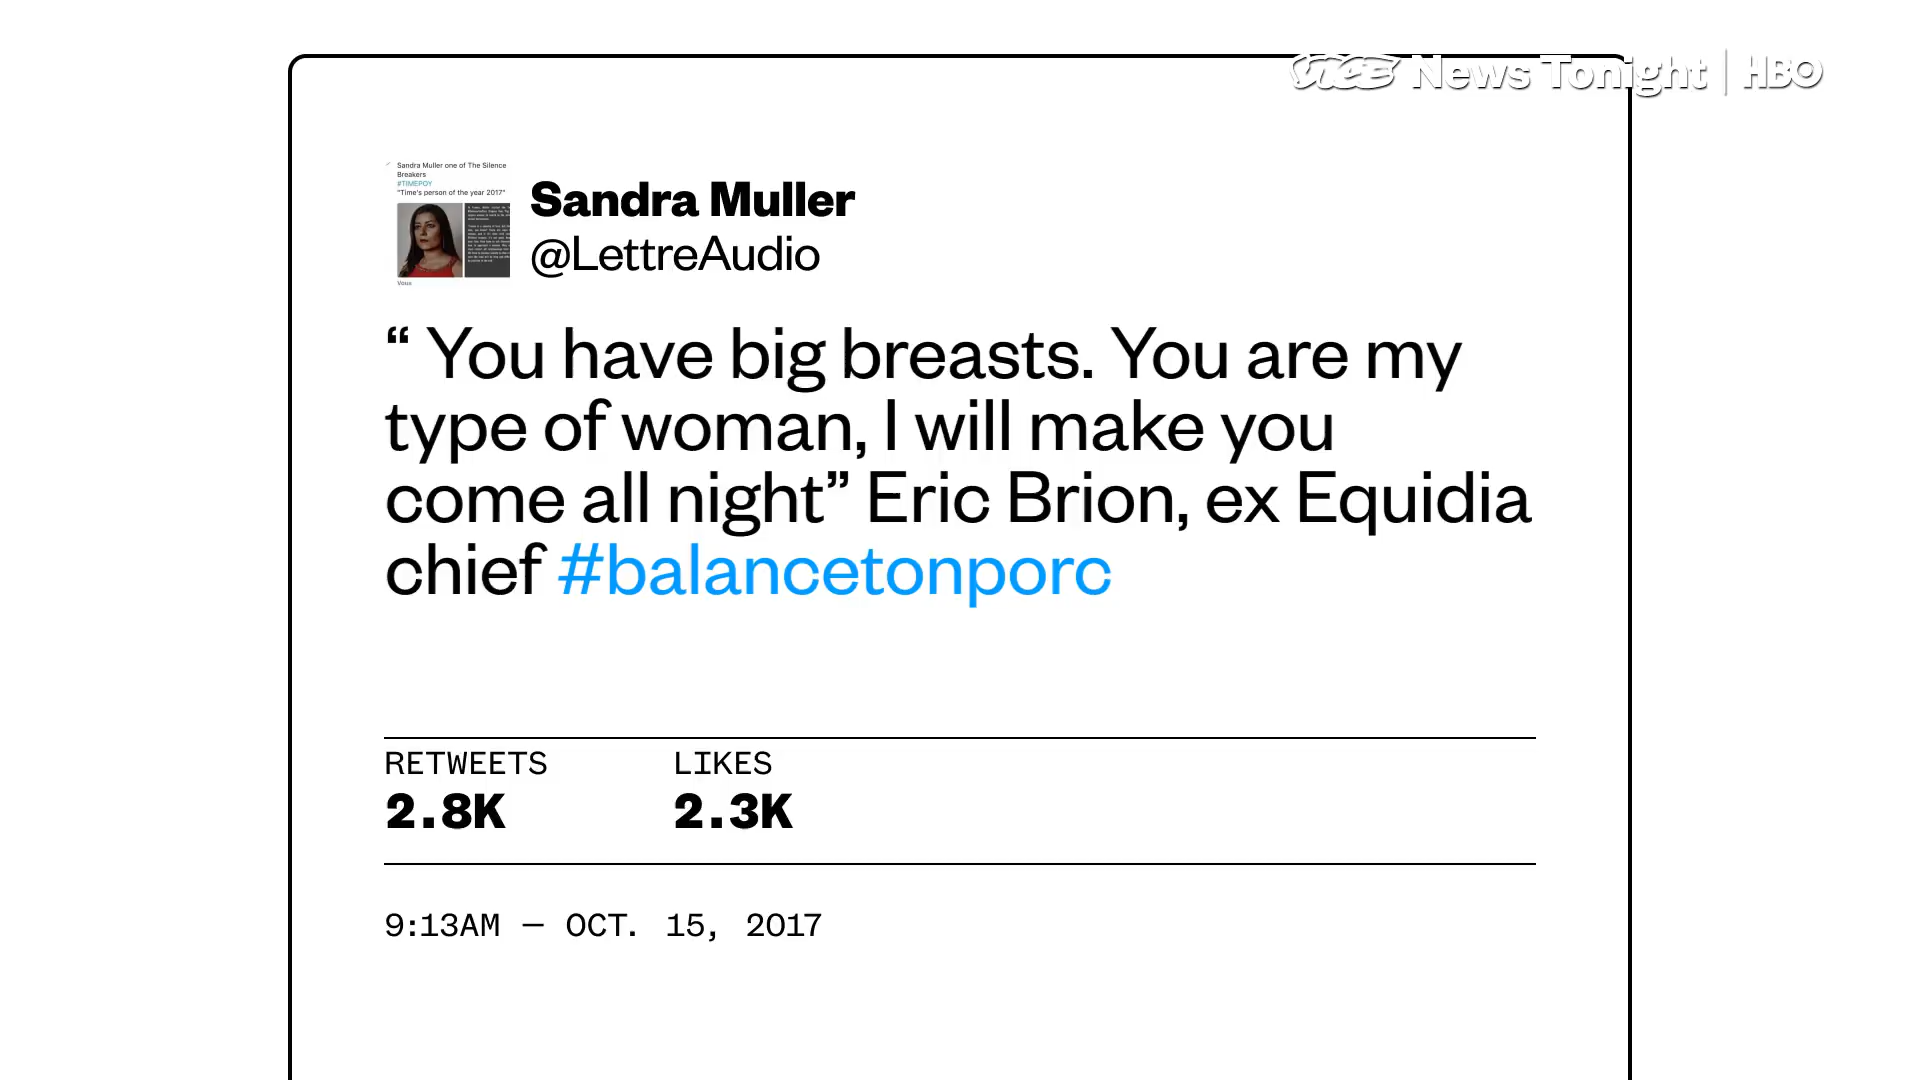 VICE News Tonight | HBO
Sandra Muller one of The Silence
Breakers
#TIMEPOY
"Time's person of the year 2017"
Vous
Sandra Muller
@LettreAudio
“ You have big breasts. You are my
type of woman, I will make you
come all night” Eric Brion, ex Equidia
chief #balancetonporc
RETWEETS LIKES
2.8K 2.3K
9:13AM — OCT. 15, 2017